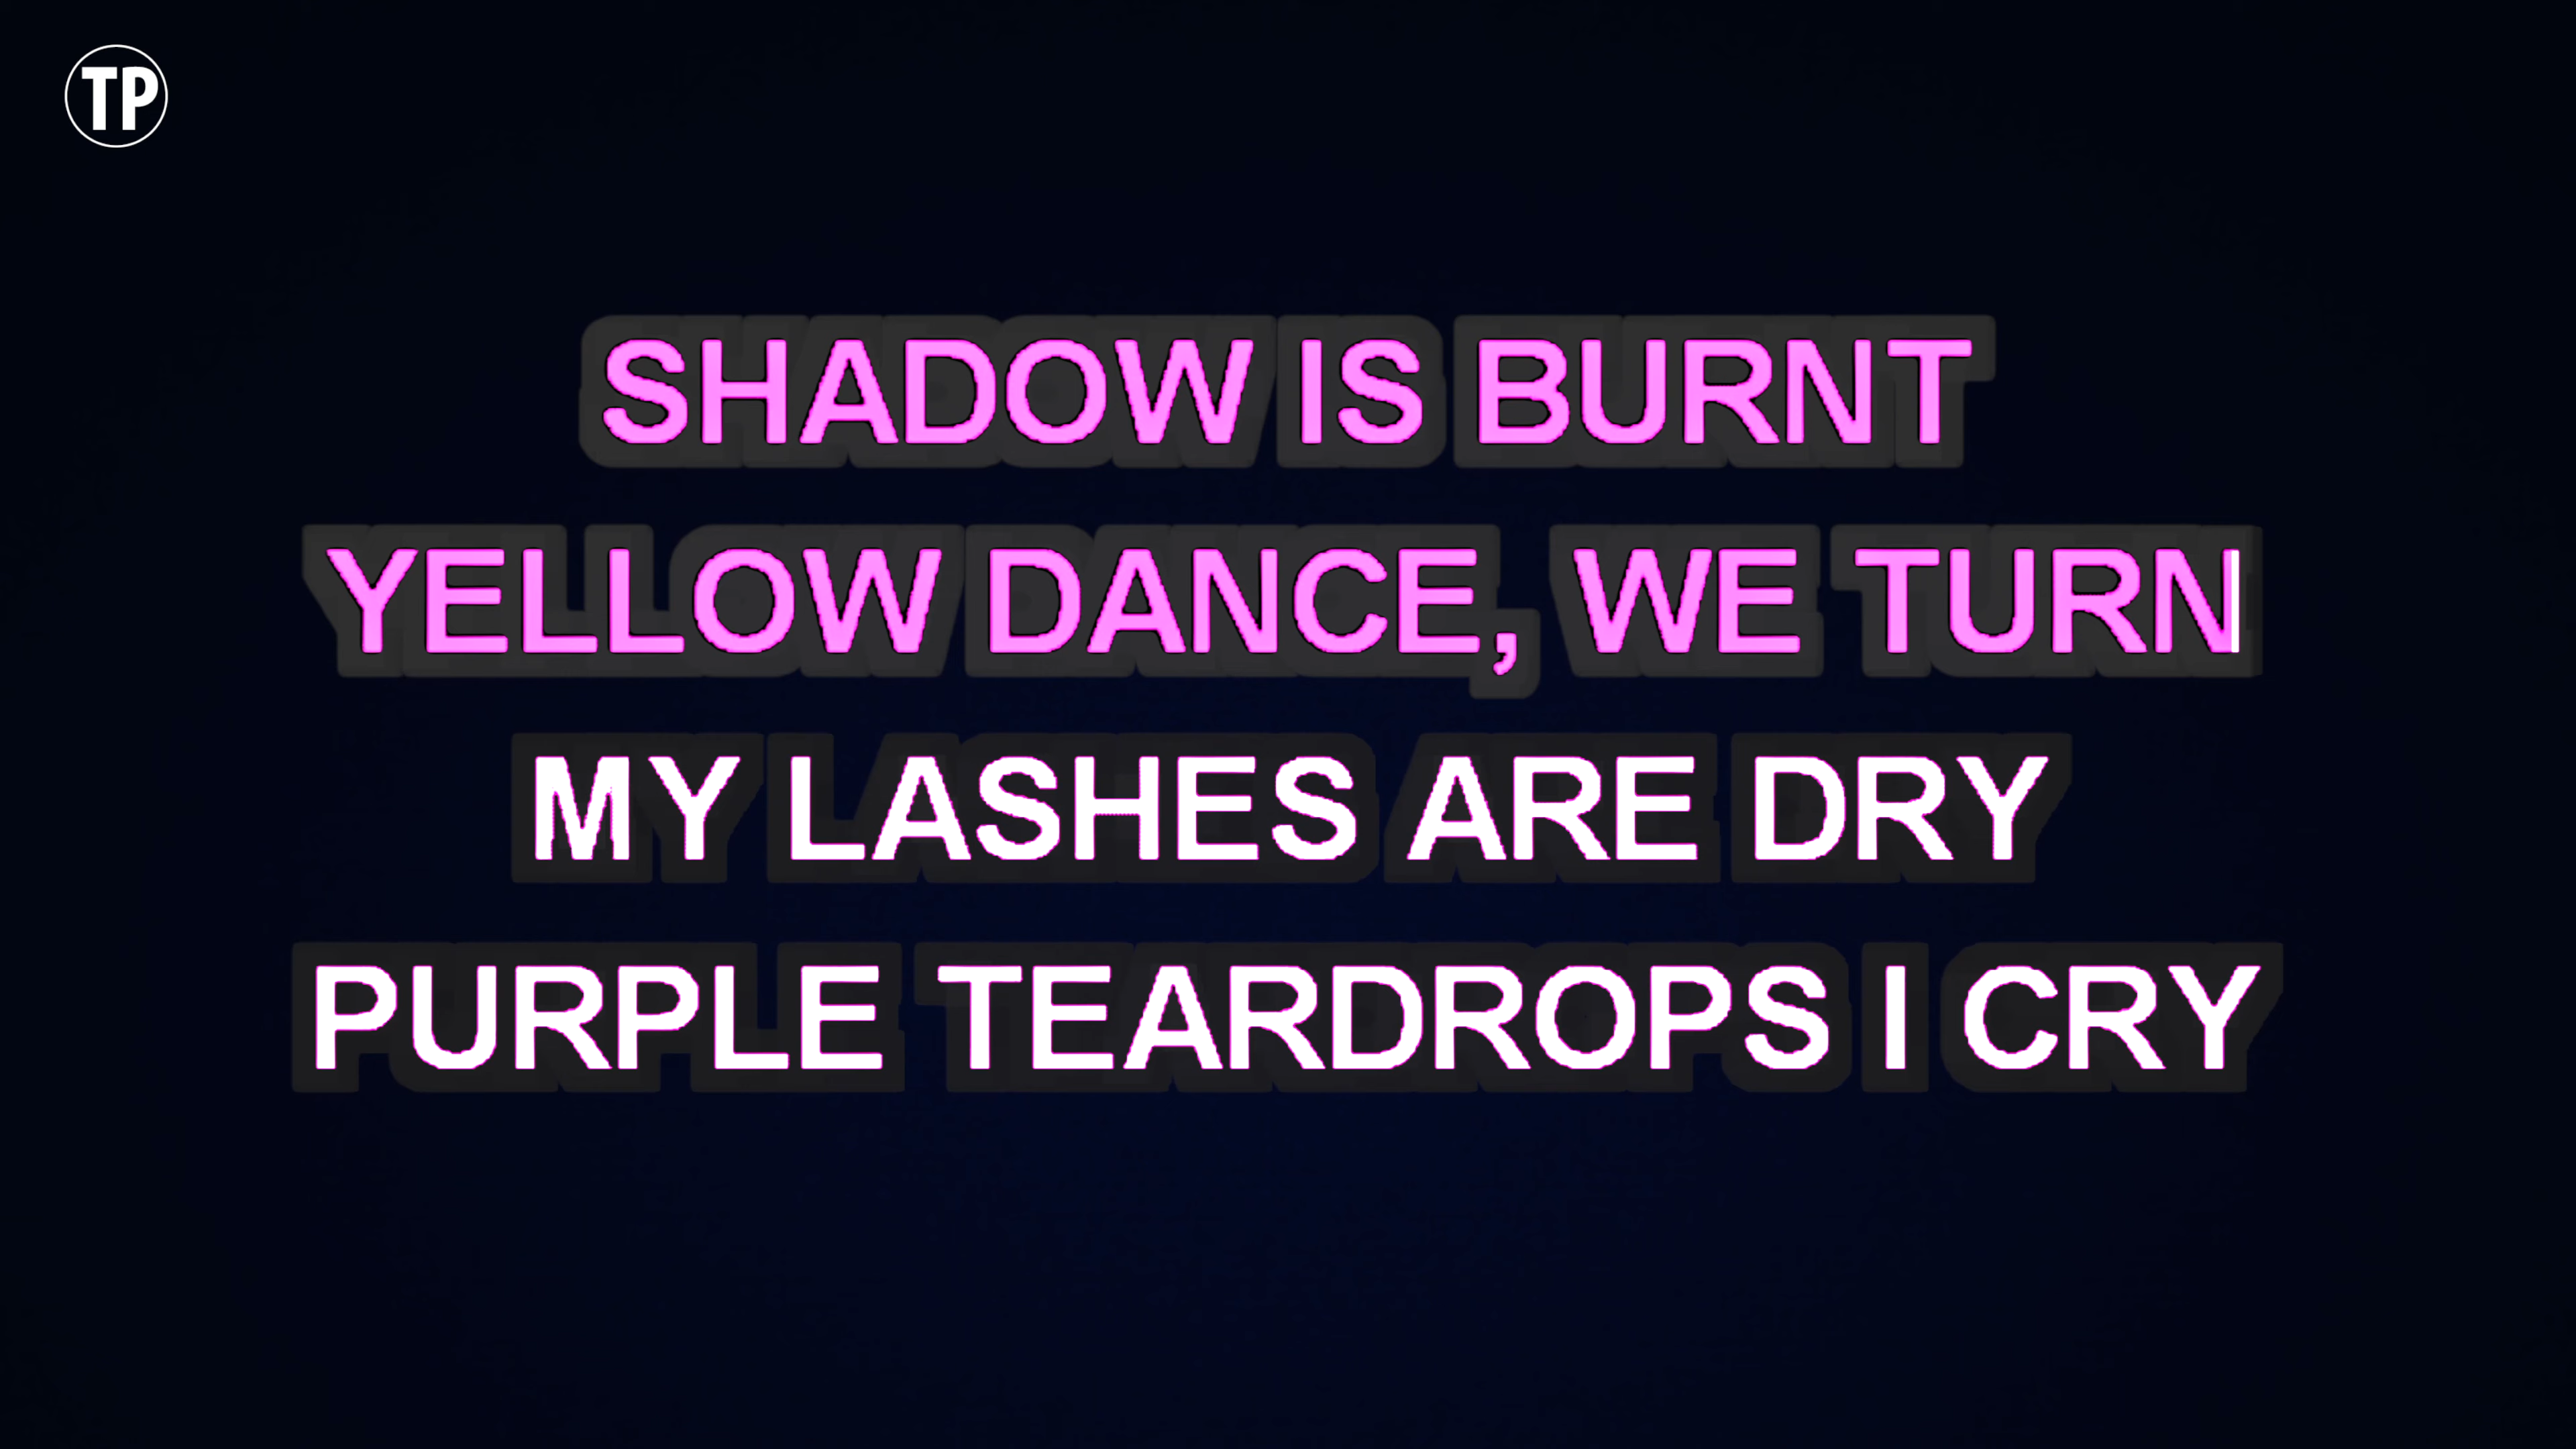 TP
SHADOW IS BURNT
YELLOW DANCE, WE TURN
MY LASHES ARE DRY
PURPLE TEARDROPS I CRY